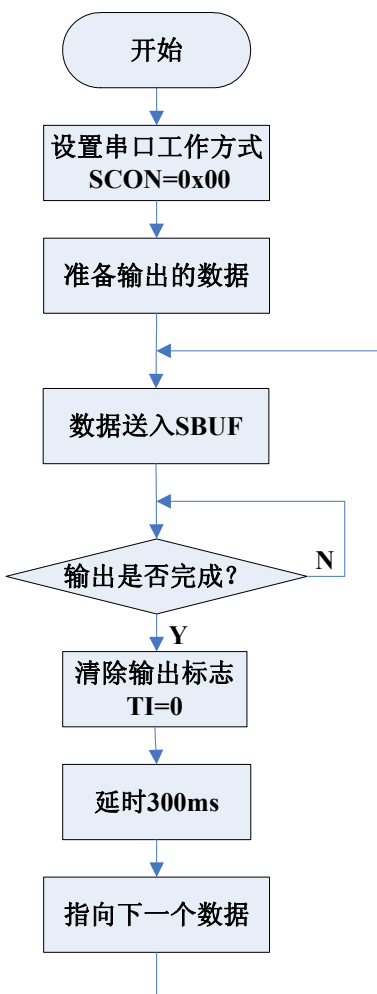 开始
设置串口工作方式
SCON=0x00
准备输出的数据
数据送入SBUF
输出是否完成？
N
Y
清除输出标志
TI=0
延时300ms
指向下一个数据